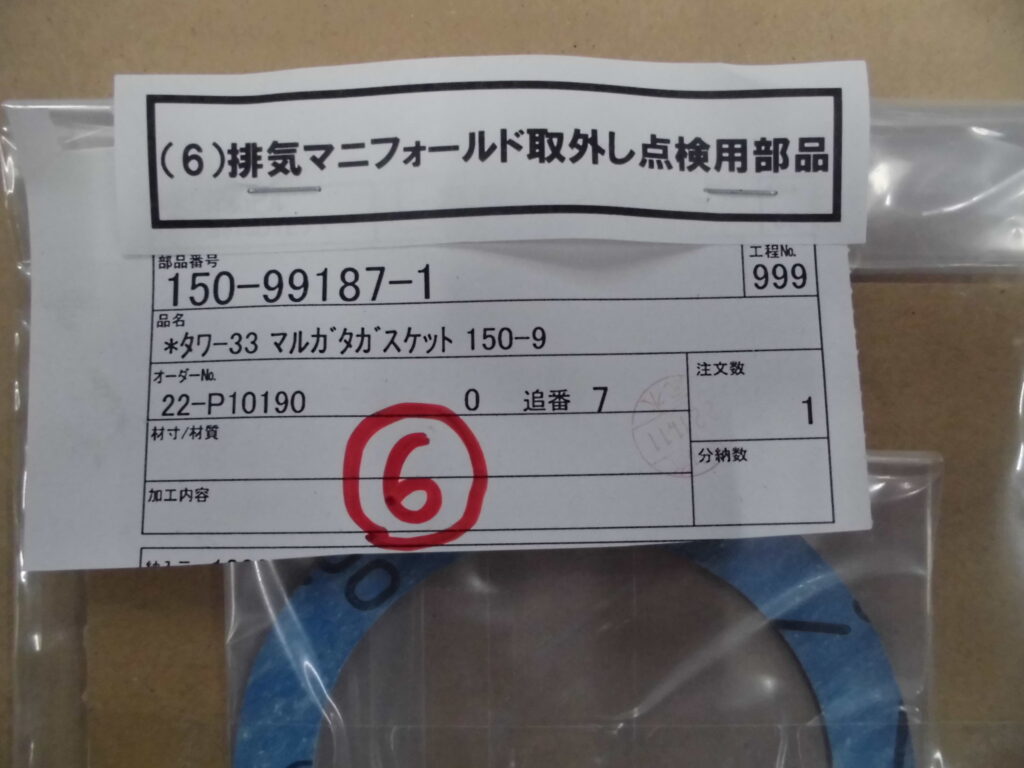 (6)排気マニフォールド取外し点検用部品
部品番号
150-99187-1
工程No.
999
品名
*タワー33 マルガタガスケット 150-9
オーダーNo.
22-P10190 0 追番 7
注文数
1
材寸/材質
分納数
加工内容
6